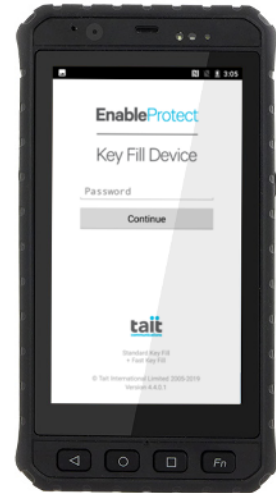 3:05
EnableProtect
Key Fill Device
Password
Continue
tait
Standard Key Fill
+ Fast Key Fill
© Tait International Limited 2000-2019
Version 4.4.0.1
Fn